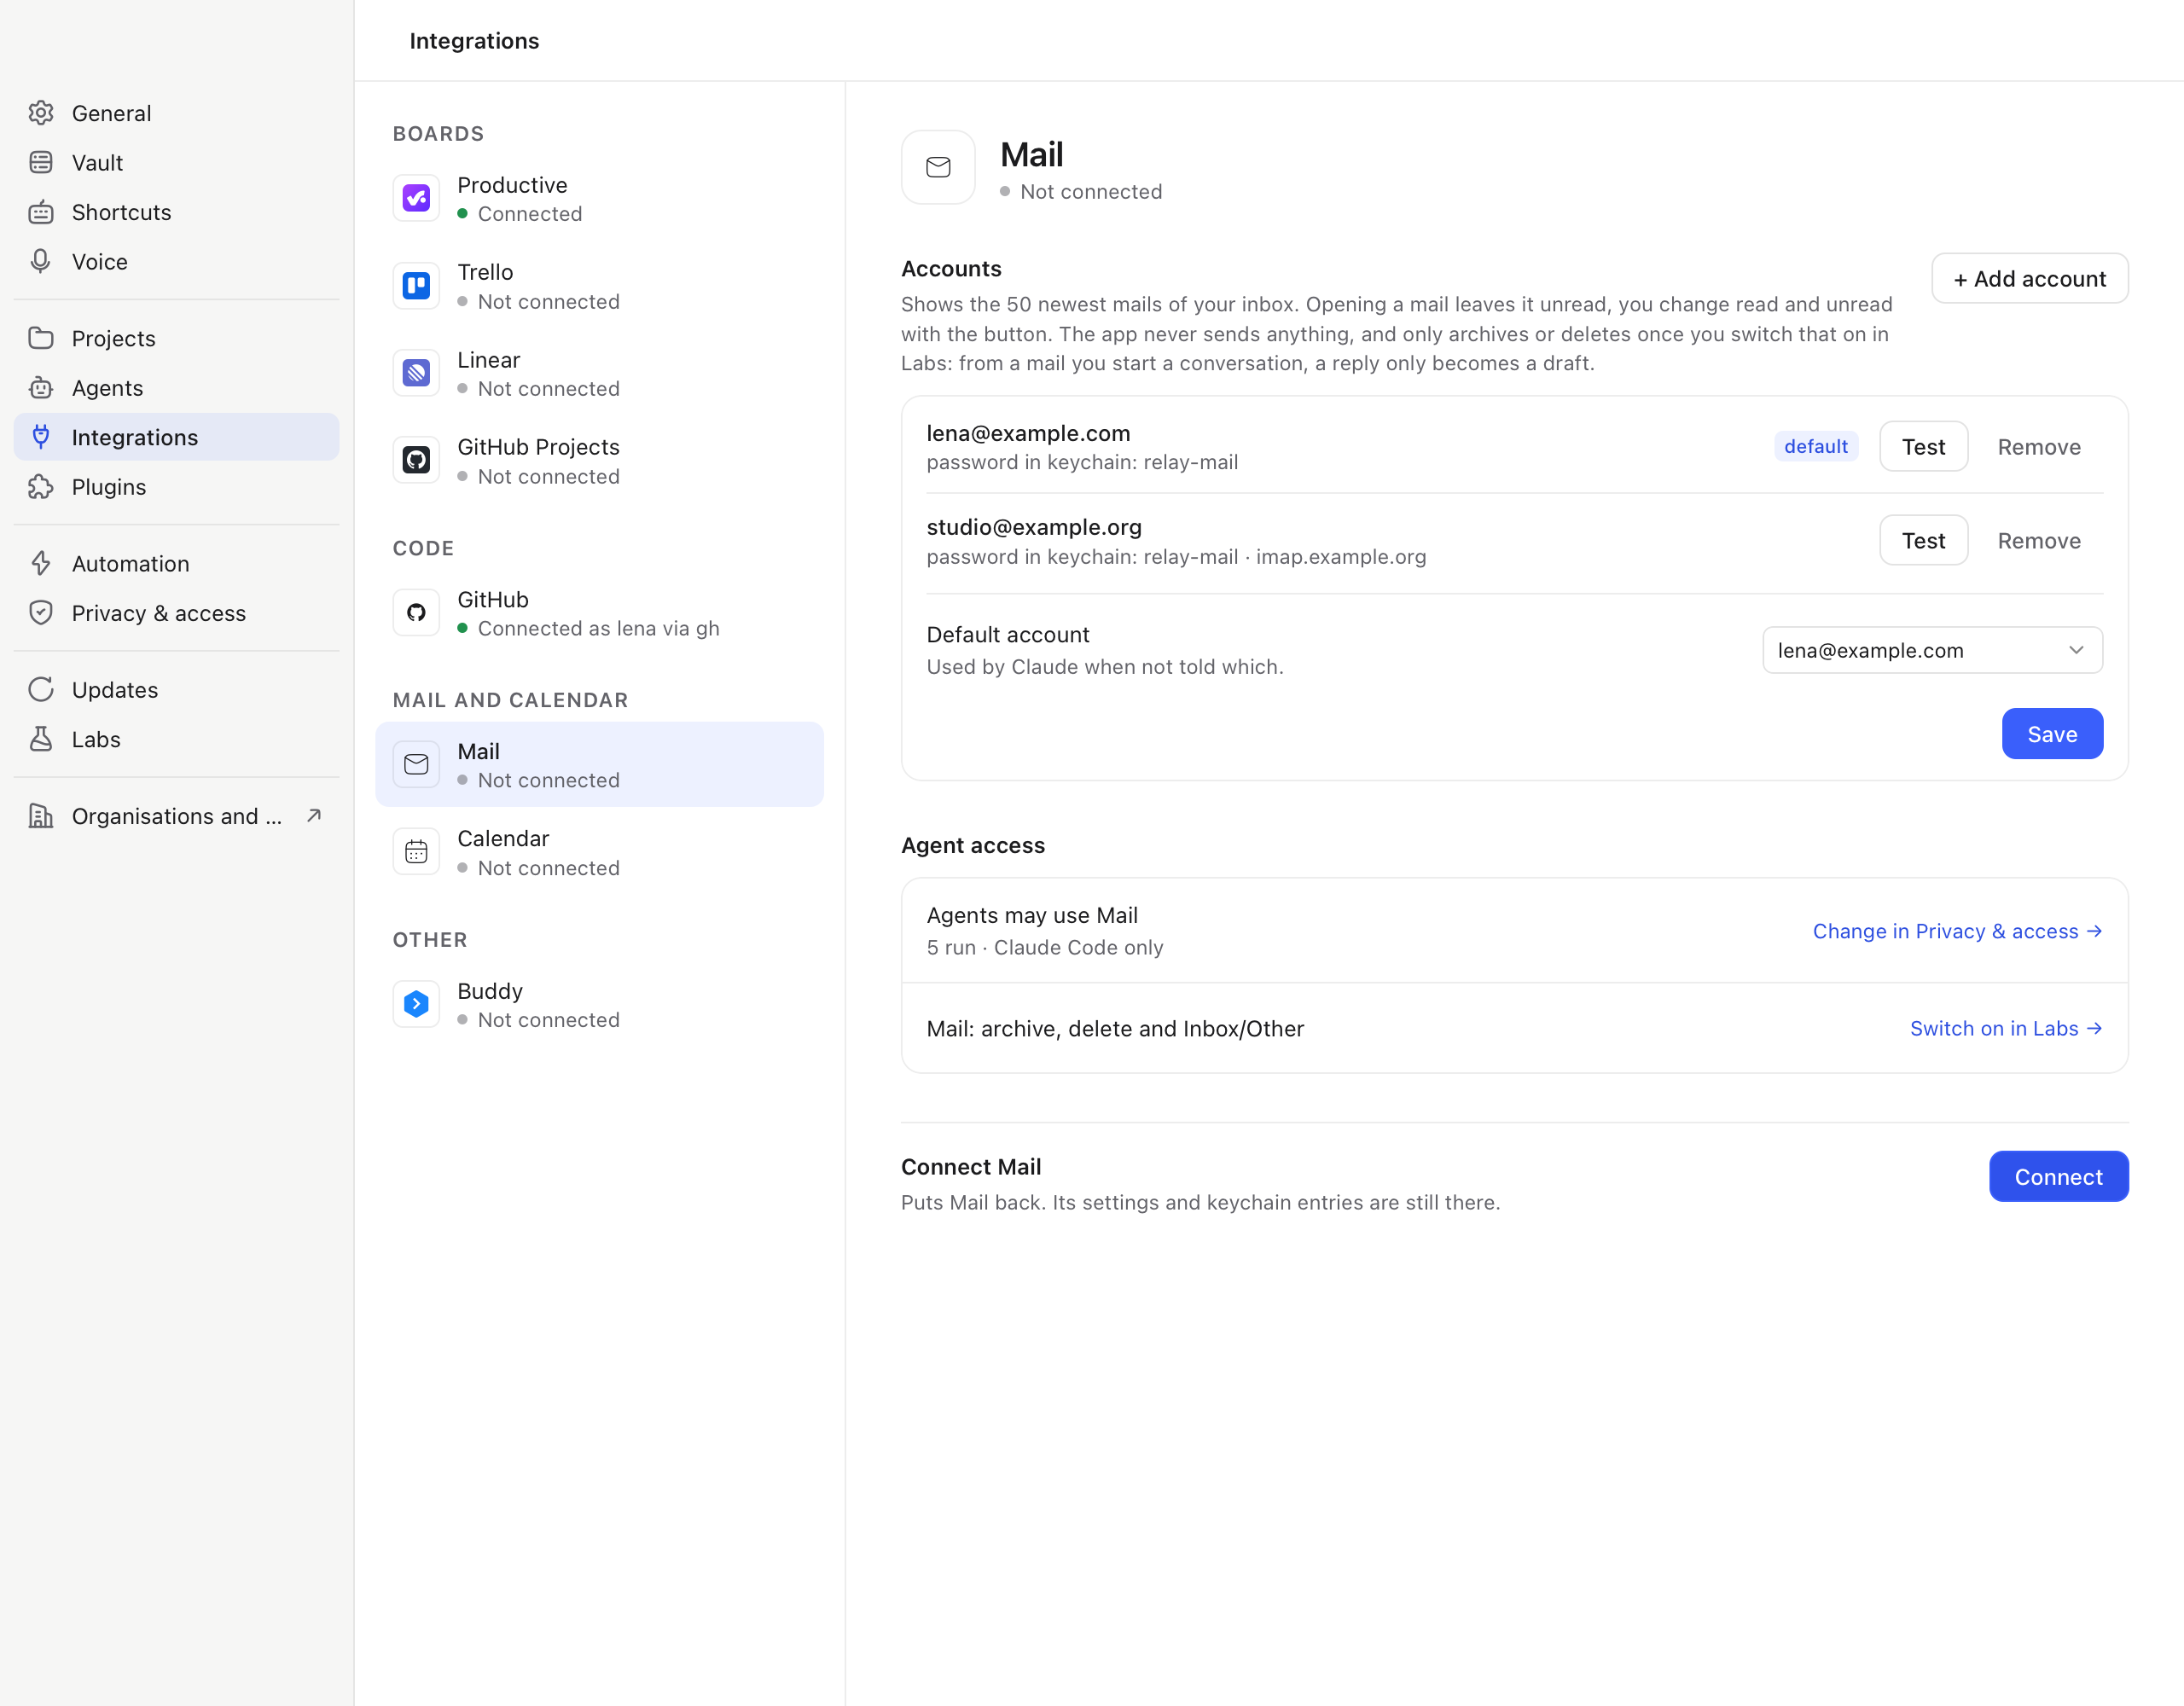 Integrations
General
Vault
Shortcuts
Voice
Projects
Agents
Integrations
Plugins
Automation
Privacy & access
Updates
Labs
Organisations and ...
BOARDS
Productive
Connected
Trello
Not connected
Linear
Not connected
GitHub Projects
Not connected
CODE
GitHub
Connected as lena via gh
MAIL AND CALENDAR
Mail
Not connected
Calendar
Not connected
OTHER
Buddy
Not connected
Mail
Not connected
Accounts
+ Add account
Shows the 50 newest mails of your inbox. Opening a mail leaves it unread, you change read and unread
with the button. The app never sends anything, and only archives or deletes once you switch that on in
Labs: from a mail you start a conversation, a reply only becomes a draft.
lena@example.com
password in keychain: relay-mail
default
Test
Remove
studio@example.org
password in keychain: relay-mail · imap.example.org
Test
Remove
Default account
Used by Claude when not told which.
lena@example.com
Save
Agent access
Agents may use Mail
5 run · Claude Code only
Change in Privacy & access →
Mail: archive, delete and Inbox/Other
Switch on in Labs →
Connect Mail
Puts Mail back. Its settings and keychain entries are still there.
Connect